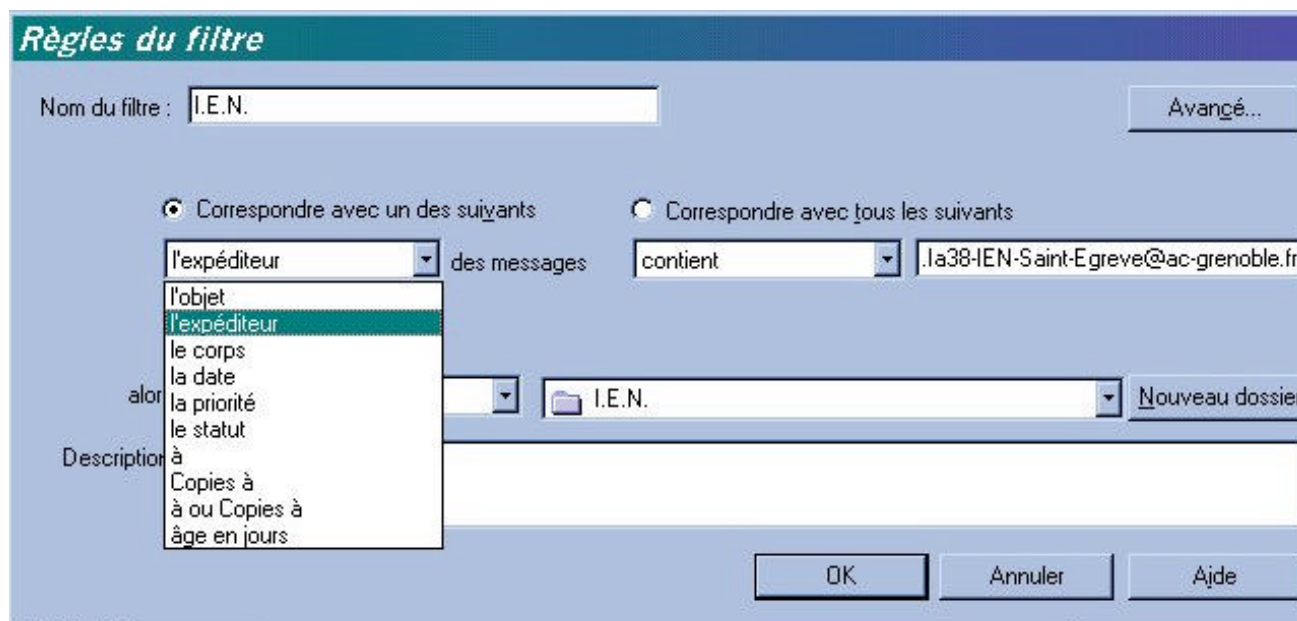 Règles du filtre
Nom du filtre : I.E.N. Avancé...
Correspondre avec un des suivants Correspondre avec tous les suivants
l'expéditeur des messages contient .Ia38-IEN-Saint-Egreve@ac-grenoble.fr
l'objet
l'expéditeur
le corps
la date
alor la priorité I.E.N. Nouveau dossier
le statut
Description à
Copies à
à ou Copies à
âge en jours
OK Annuler Aide